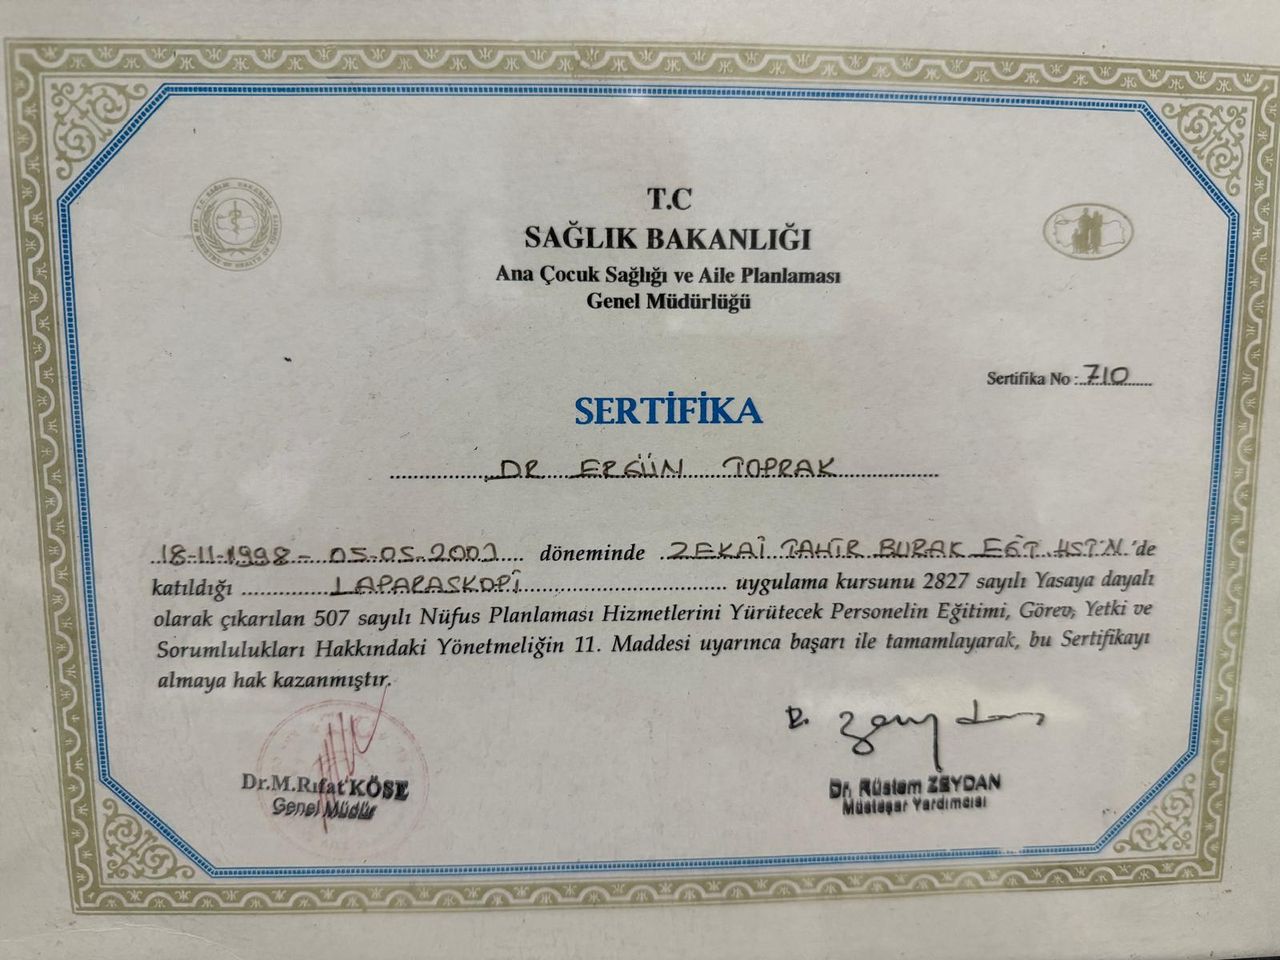 T.C
SAĞLIK BAKANLIĞI
Ana Çocuk Sağlığı ve Aile Planlaması
Genel Müdürlüğü
Sertifika No: 710
SERTİFİKA
DR ERGÜN TOPRAK
18-11-1998 - 05.05.2001 döneminde ZEKAİ TAHİR BURAK EĞT.HST'N.'de
katıldığı LAPARASKOPİ uygulama kursunu 2827 sayılı Yasaya dayalı
olarak çıkarılan 507 sayılı Nüfus Planlaması Hizmetlerini Yürütecek Personelin Eğitimi, Görev, Yetki ve
Sorumlulukları Hakkındaki Yönetmeliğin 11. Maddesi uyarınca başarı ile tamamlayarak, bu Sertifikayı
almaya hak kazanmıştır.
Dr.M.Rıfat KÖSE
Genel Müdür
Dr. Rüstem ZEYDAN
Müsteşar Yardımcısı